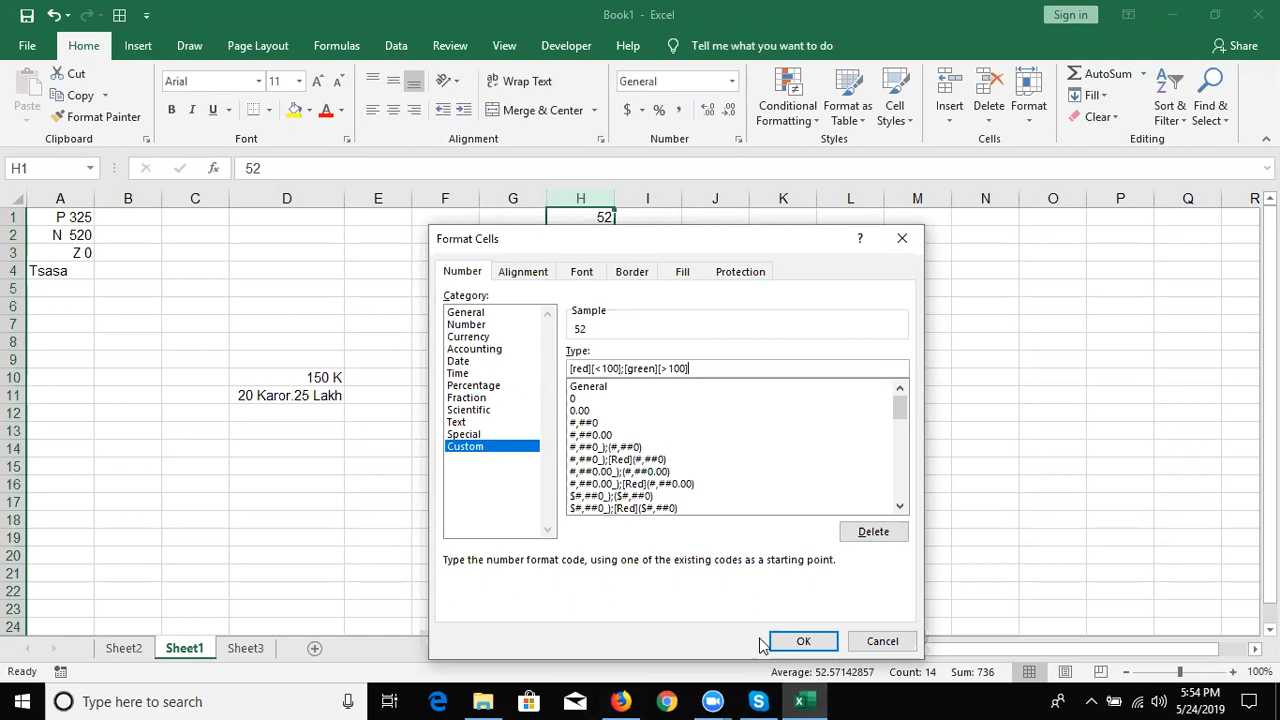 Book1 - Excel
Sign in
File Home Insert Draw Page Layout Formulas Data Review View Developer Help Tell me what you want to do Share
Paste
Cut
Copy
Format Painter
Clipboard
Arial 11
B I U
Font
Wrap Text
Merge & Center
Alignment
General
$ % ,
Number
Conditional Formatting
Format as Table
Cell Styles
Styles
Insert Delete Format
Cells
AutoSum
Fill
Clear
Sort & Filter
Find & Select
Editing
H1 fx 52
A B C D E F G H I J K L M N O P Q R
1 P 325 52
2 N 520
3 Z 0
4 Tsasa
5
6
7
8
9
10 150 K
11 20 Karor.25 Lakh
12
13
14
15
16
17
18
19
20
21
22
23
24
Format Cells ?
Number Alignment Font Border Fill Protection
Category:
General
Number
Currency
Accounting
Date
Time
Percentage
Fraction
Scientific
Text
Special
Custom
Sample
52
Type:
[red][<100];[green][>100]
General
0
0.00
#,##0
#,##0.00
#,##0_);(#,##0)
#,##0_);[Red](#,##0)
#,##0.00_);(#,##0.00)
#,##0.00_);[Red](#,##0.00)
$#,##0_);($#,##0)
$#,##0_);[Red]($#,##0)
Delete
Type the number format code, using one of the existing codes as a starting point.
OK Cancel
Sheet2 Sheet1 Sheet3
Ready Average: 52.57142857 Count: 14 Sum: 736 100%
Type here to search
5:54 PM
5/24/2019